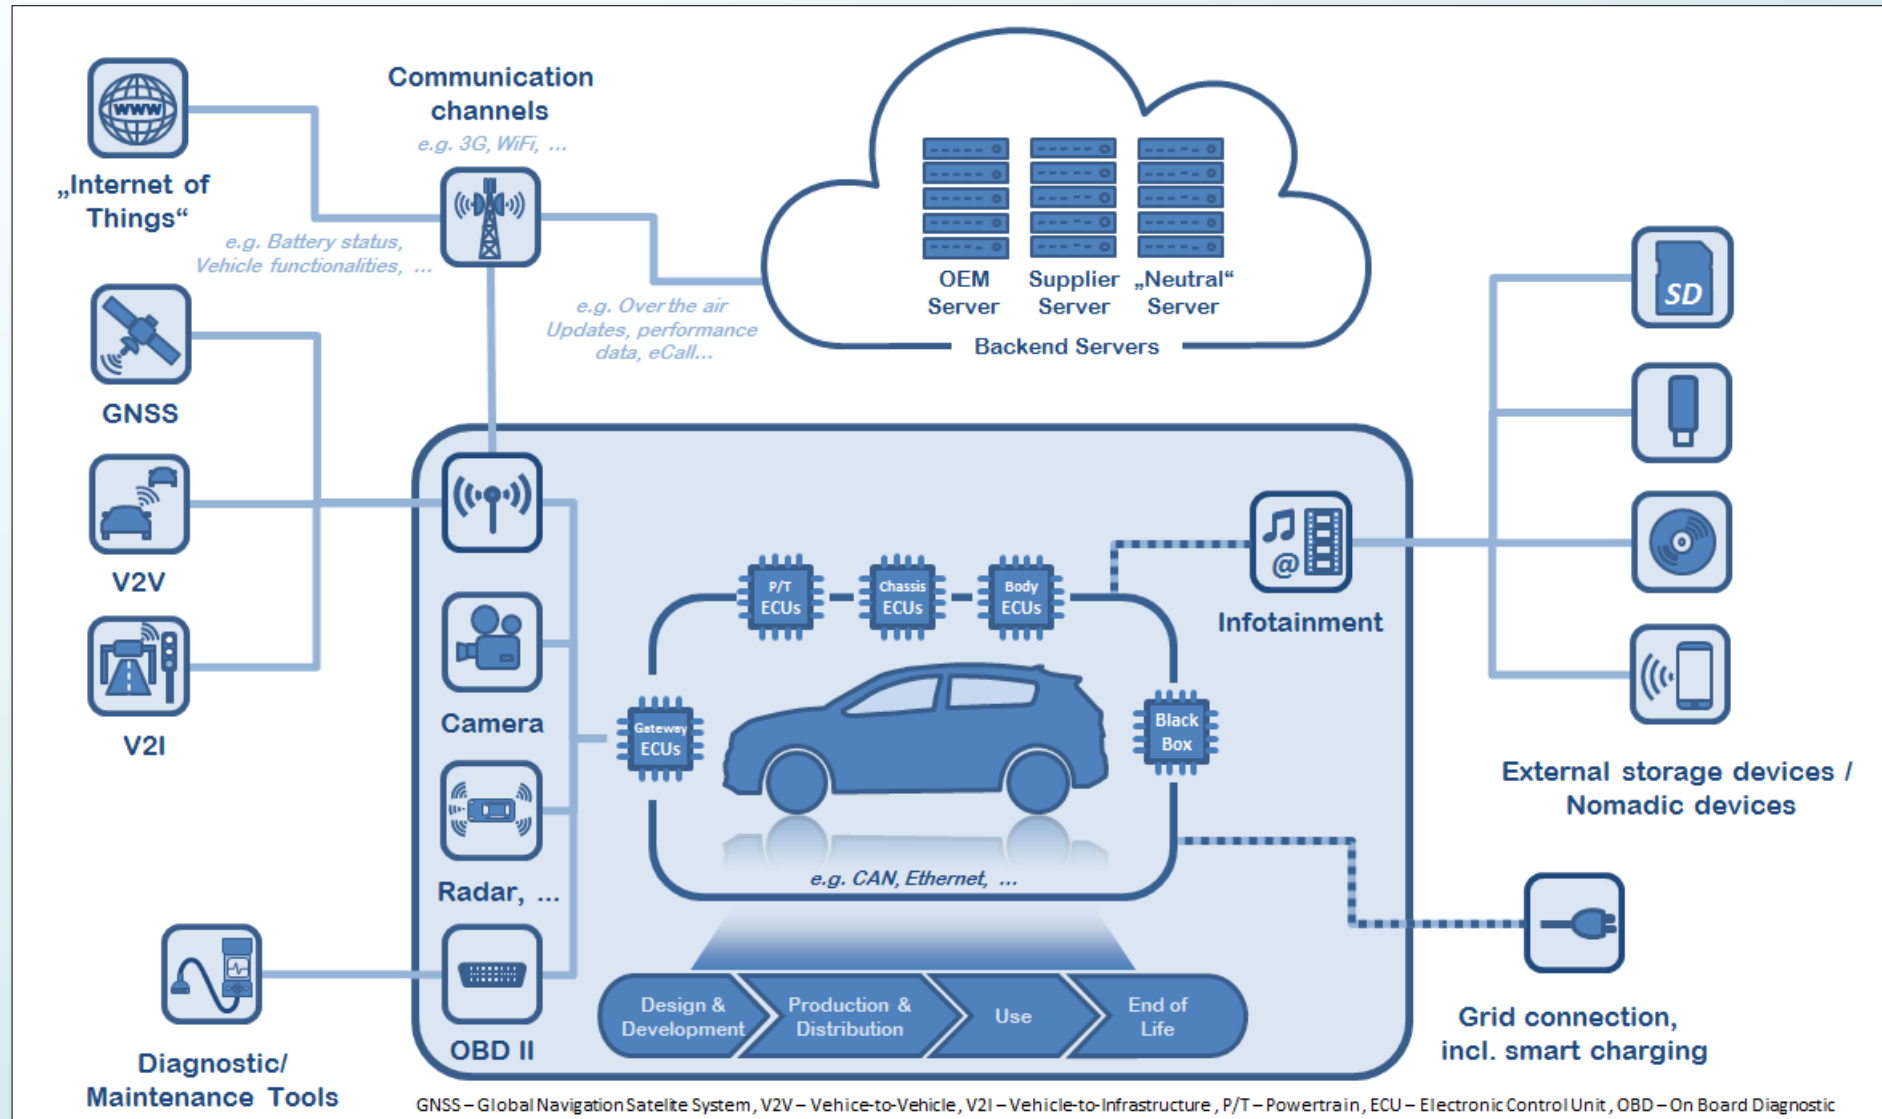 WWW
„Internet of
Things“
Communication
channels
e.g. 3G, WiFi, ...
e.g. Battery status,
Vehicle functionalities, ...
e.g. Over the air
Updates, performance
data, eCall...
OEM
Server
Supplier
Server
„Neutral“
Server
Backend Servers
GNSS
V2V
V2I
Camera
Radar, ...
OBD II
Diagnostic/
Maintenance Tools
P/T
ECUs
Chassis
ECUs
Body
ECUs
Gateway
ECUs
Black
Box
e.g. CAN, Ethernet, ...
@
Infotainment
SD
External storage devices /
Nomadic devices
Grid connection,
incl. smart charging
Design &
Development
Production &
Distribution
Use
End of
Life
GNSS – Global Navigation Satelite System, V2V – Vehice-to-Vehicle, V2I – Vehicle-to-Infrastructure, P/T – Powertrain, ECU – Electronic Control Unit, OBD – On Board Diagnostic